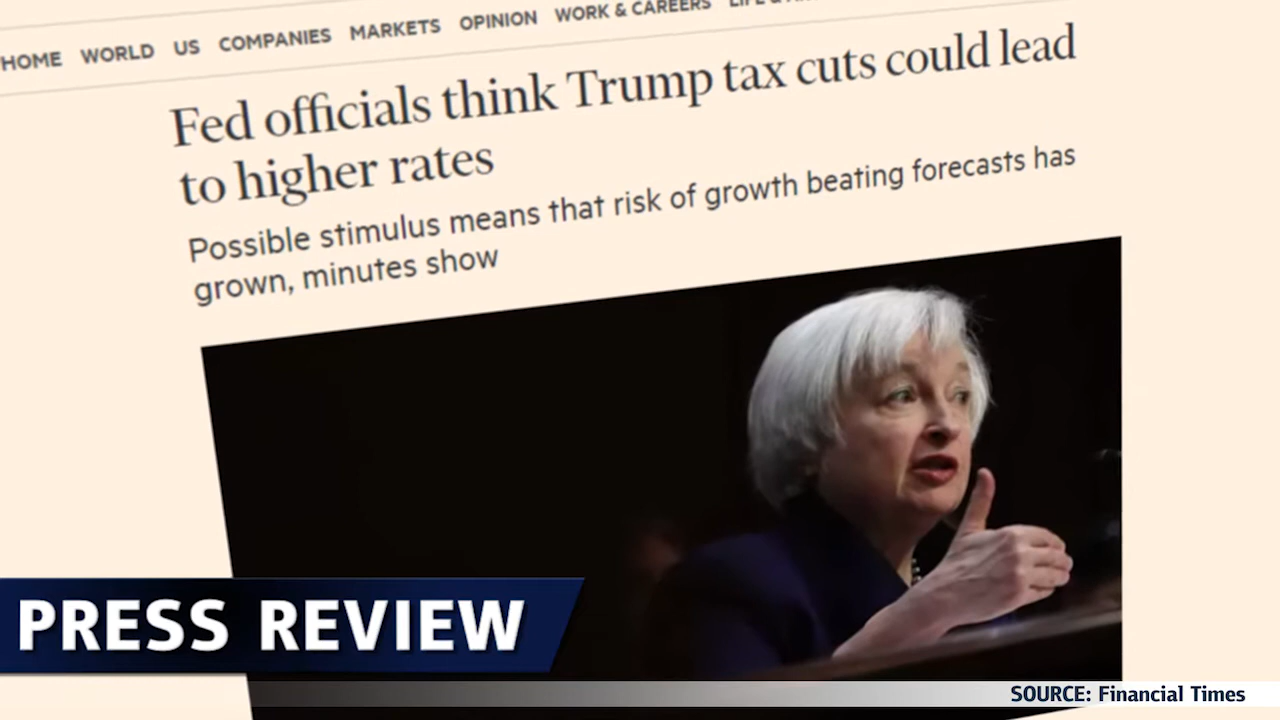 HOME WORLD US COMPANIES MARKETS OPINION WORK & CAREERS
Fed officials think Trump tax cuts could lead
to higher rates
Possible stimulus means that risk of growth beating forecasts has
grown, minutes show
PRESS REVIEW
SOURCE: Financial Times